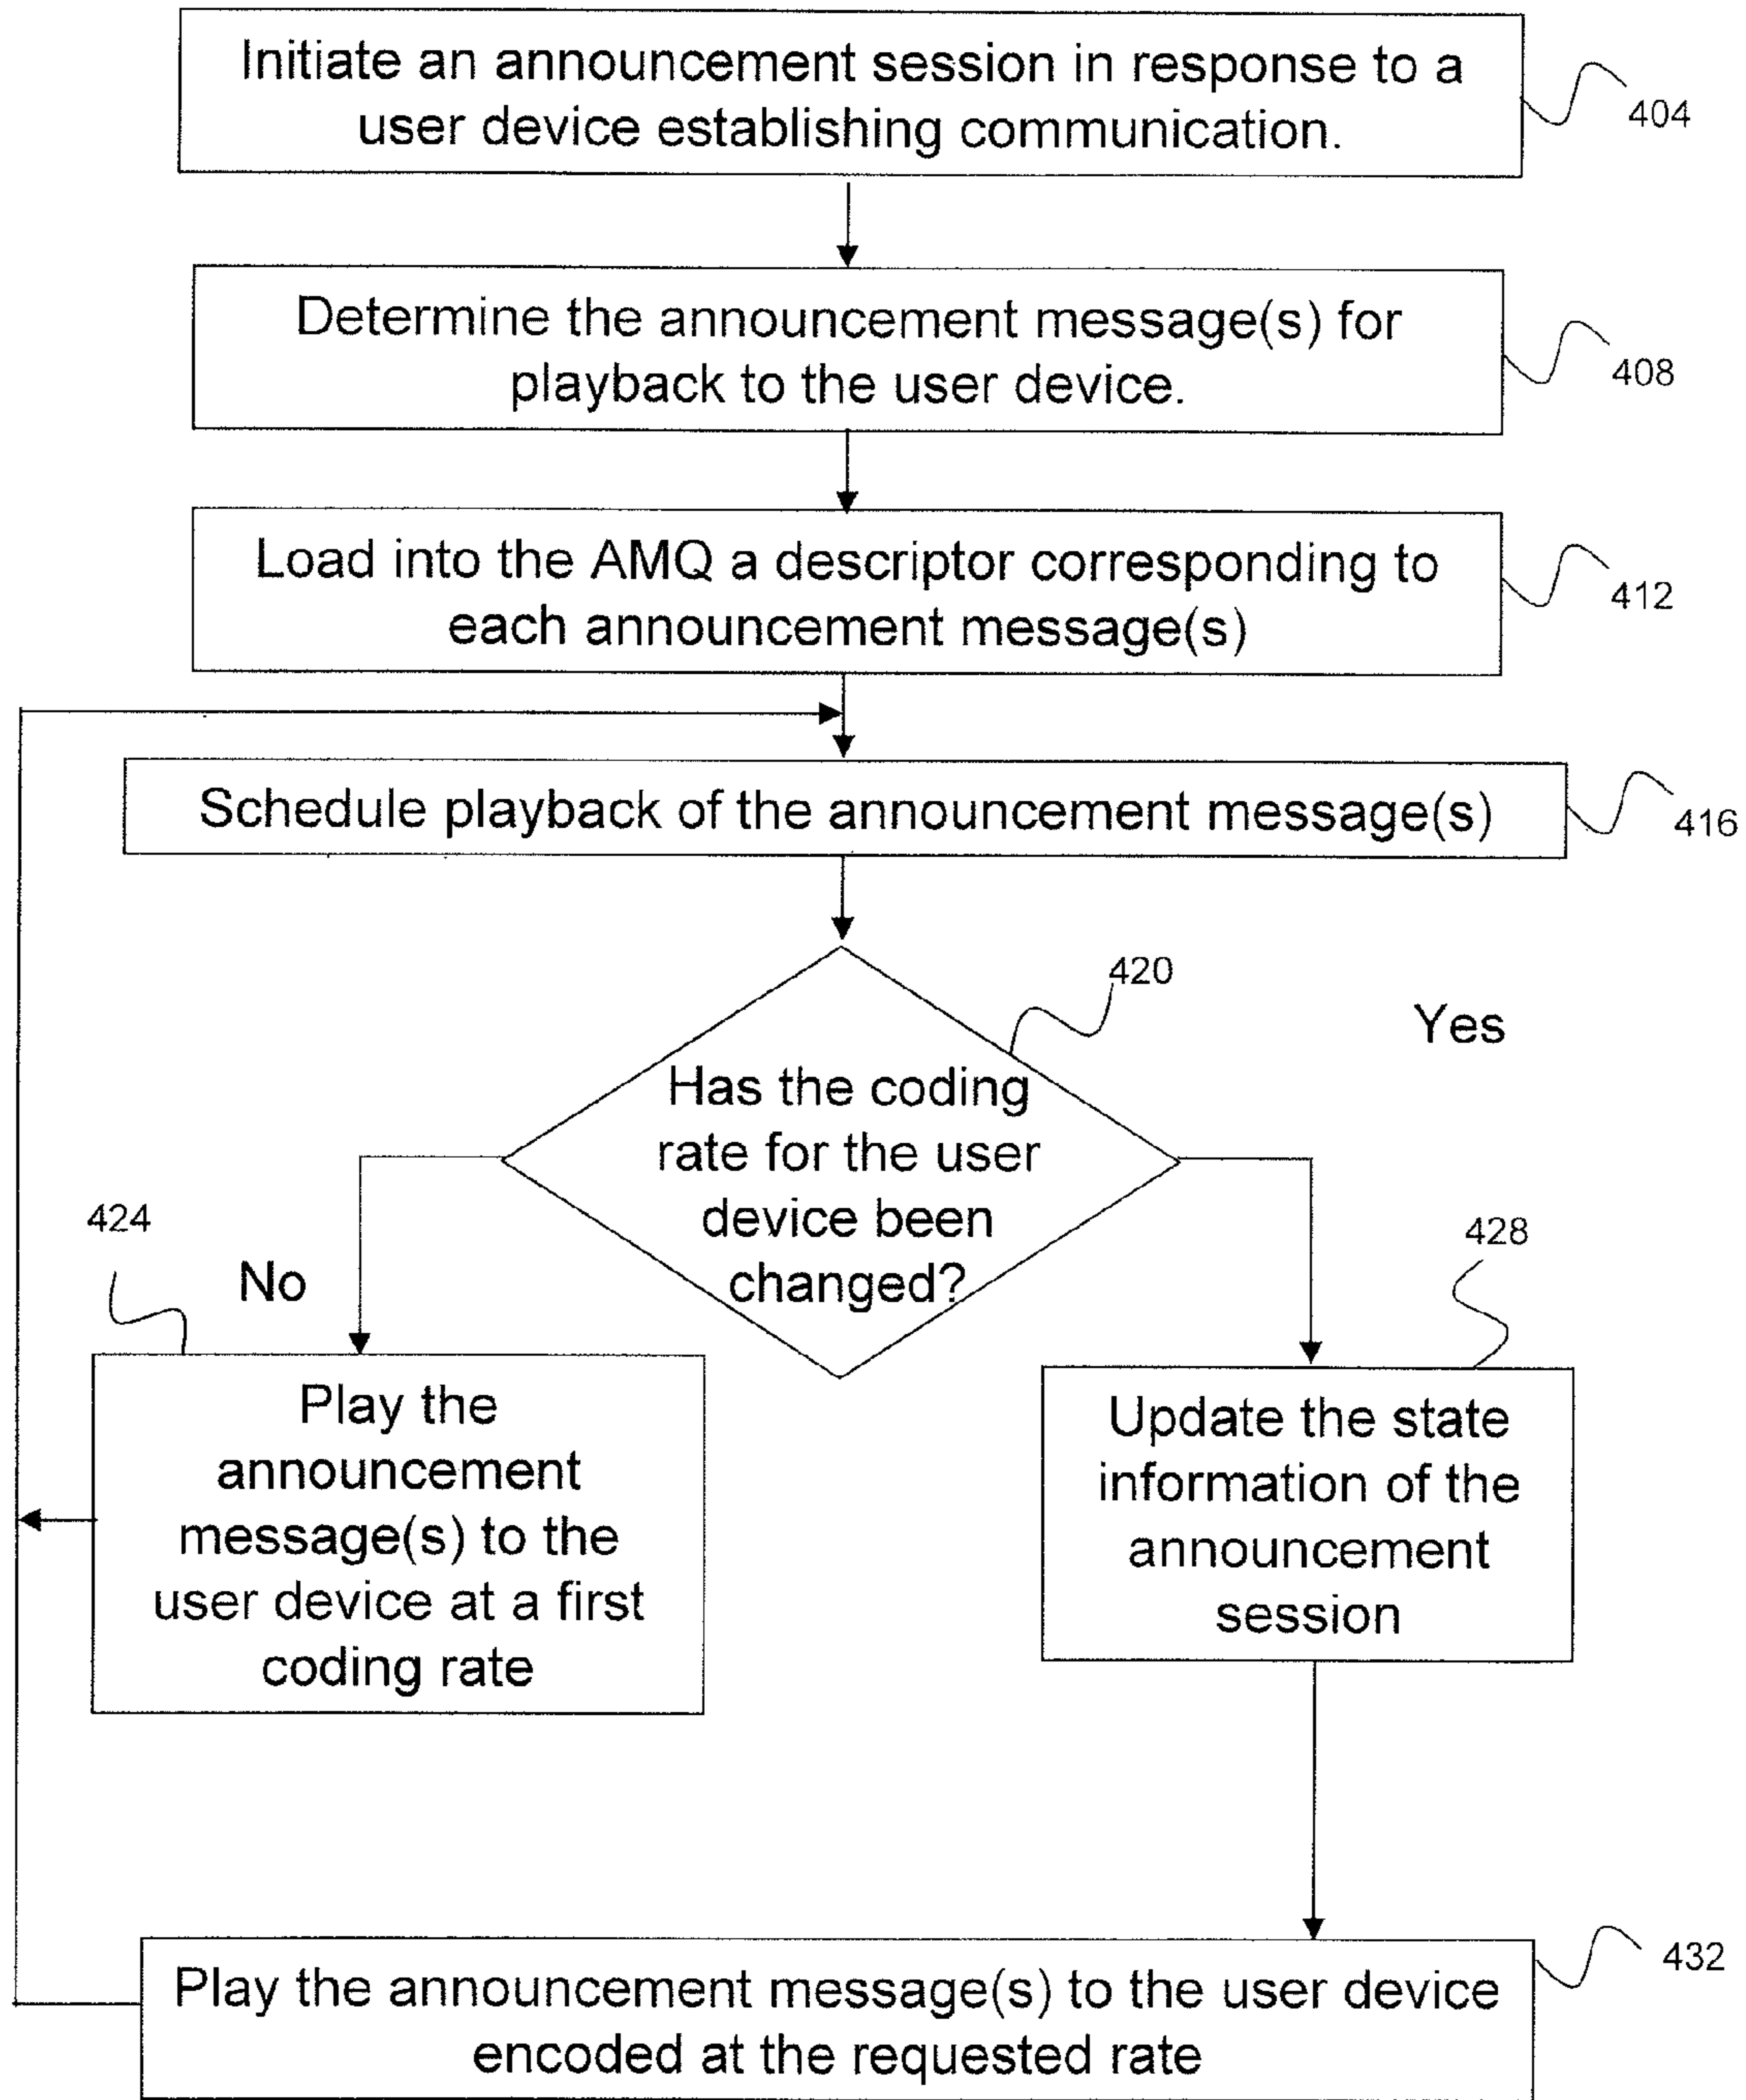 Initiate an announcement session in response to a
user device establishing communication.
404
Determine the announcement message(s) for
playback to the user device.
408
Load into the AMQ a descriptor corresponding to
each announcement message(s)
412
Schedule playback of the announcement message(s)
416
420
Yes
Has the coding
rate for the user
device been
changed?
424
No
428
Play the
announcement
message(s) to the
user device at a first
coding rate
Update the state
information of the
announcement
session
432
Play the announcement message(s) to the user device
encoded at the requested rate